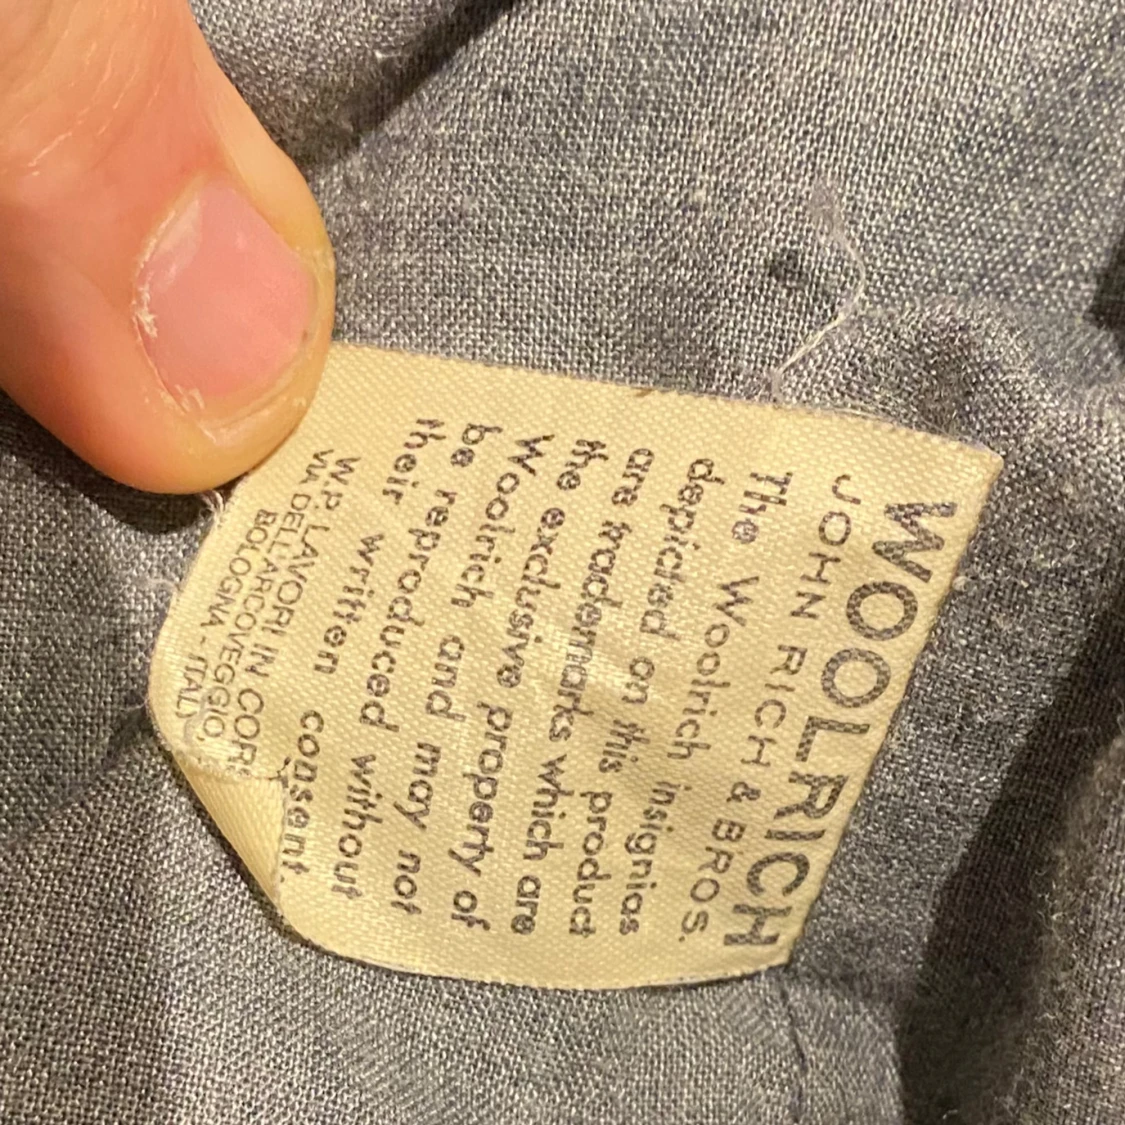 WOOLRICH
JOHN RICH & BROS.
The Woolrich insignias
depicted on this product
are trademarks which are
the exclusive property of
Woolrich and may not
be reproduced without
their written consent.
W.P. LAVORI IN CORS
VIA DELL'ARCOVEGGIO,
BOLOGNA - ITALY